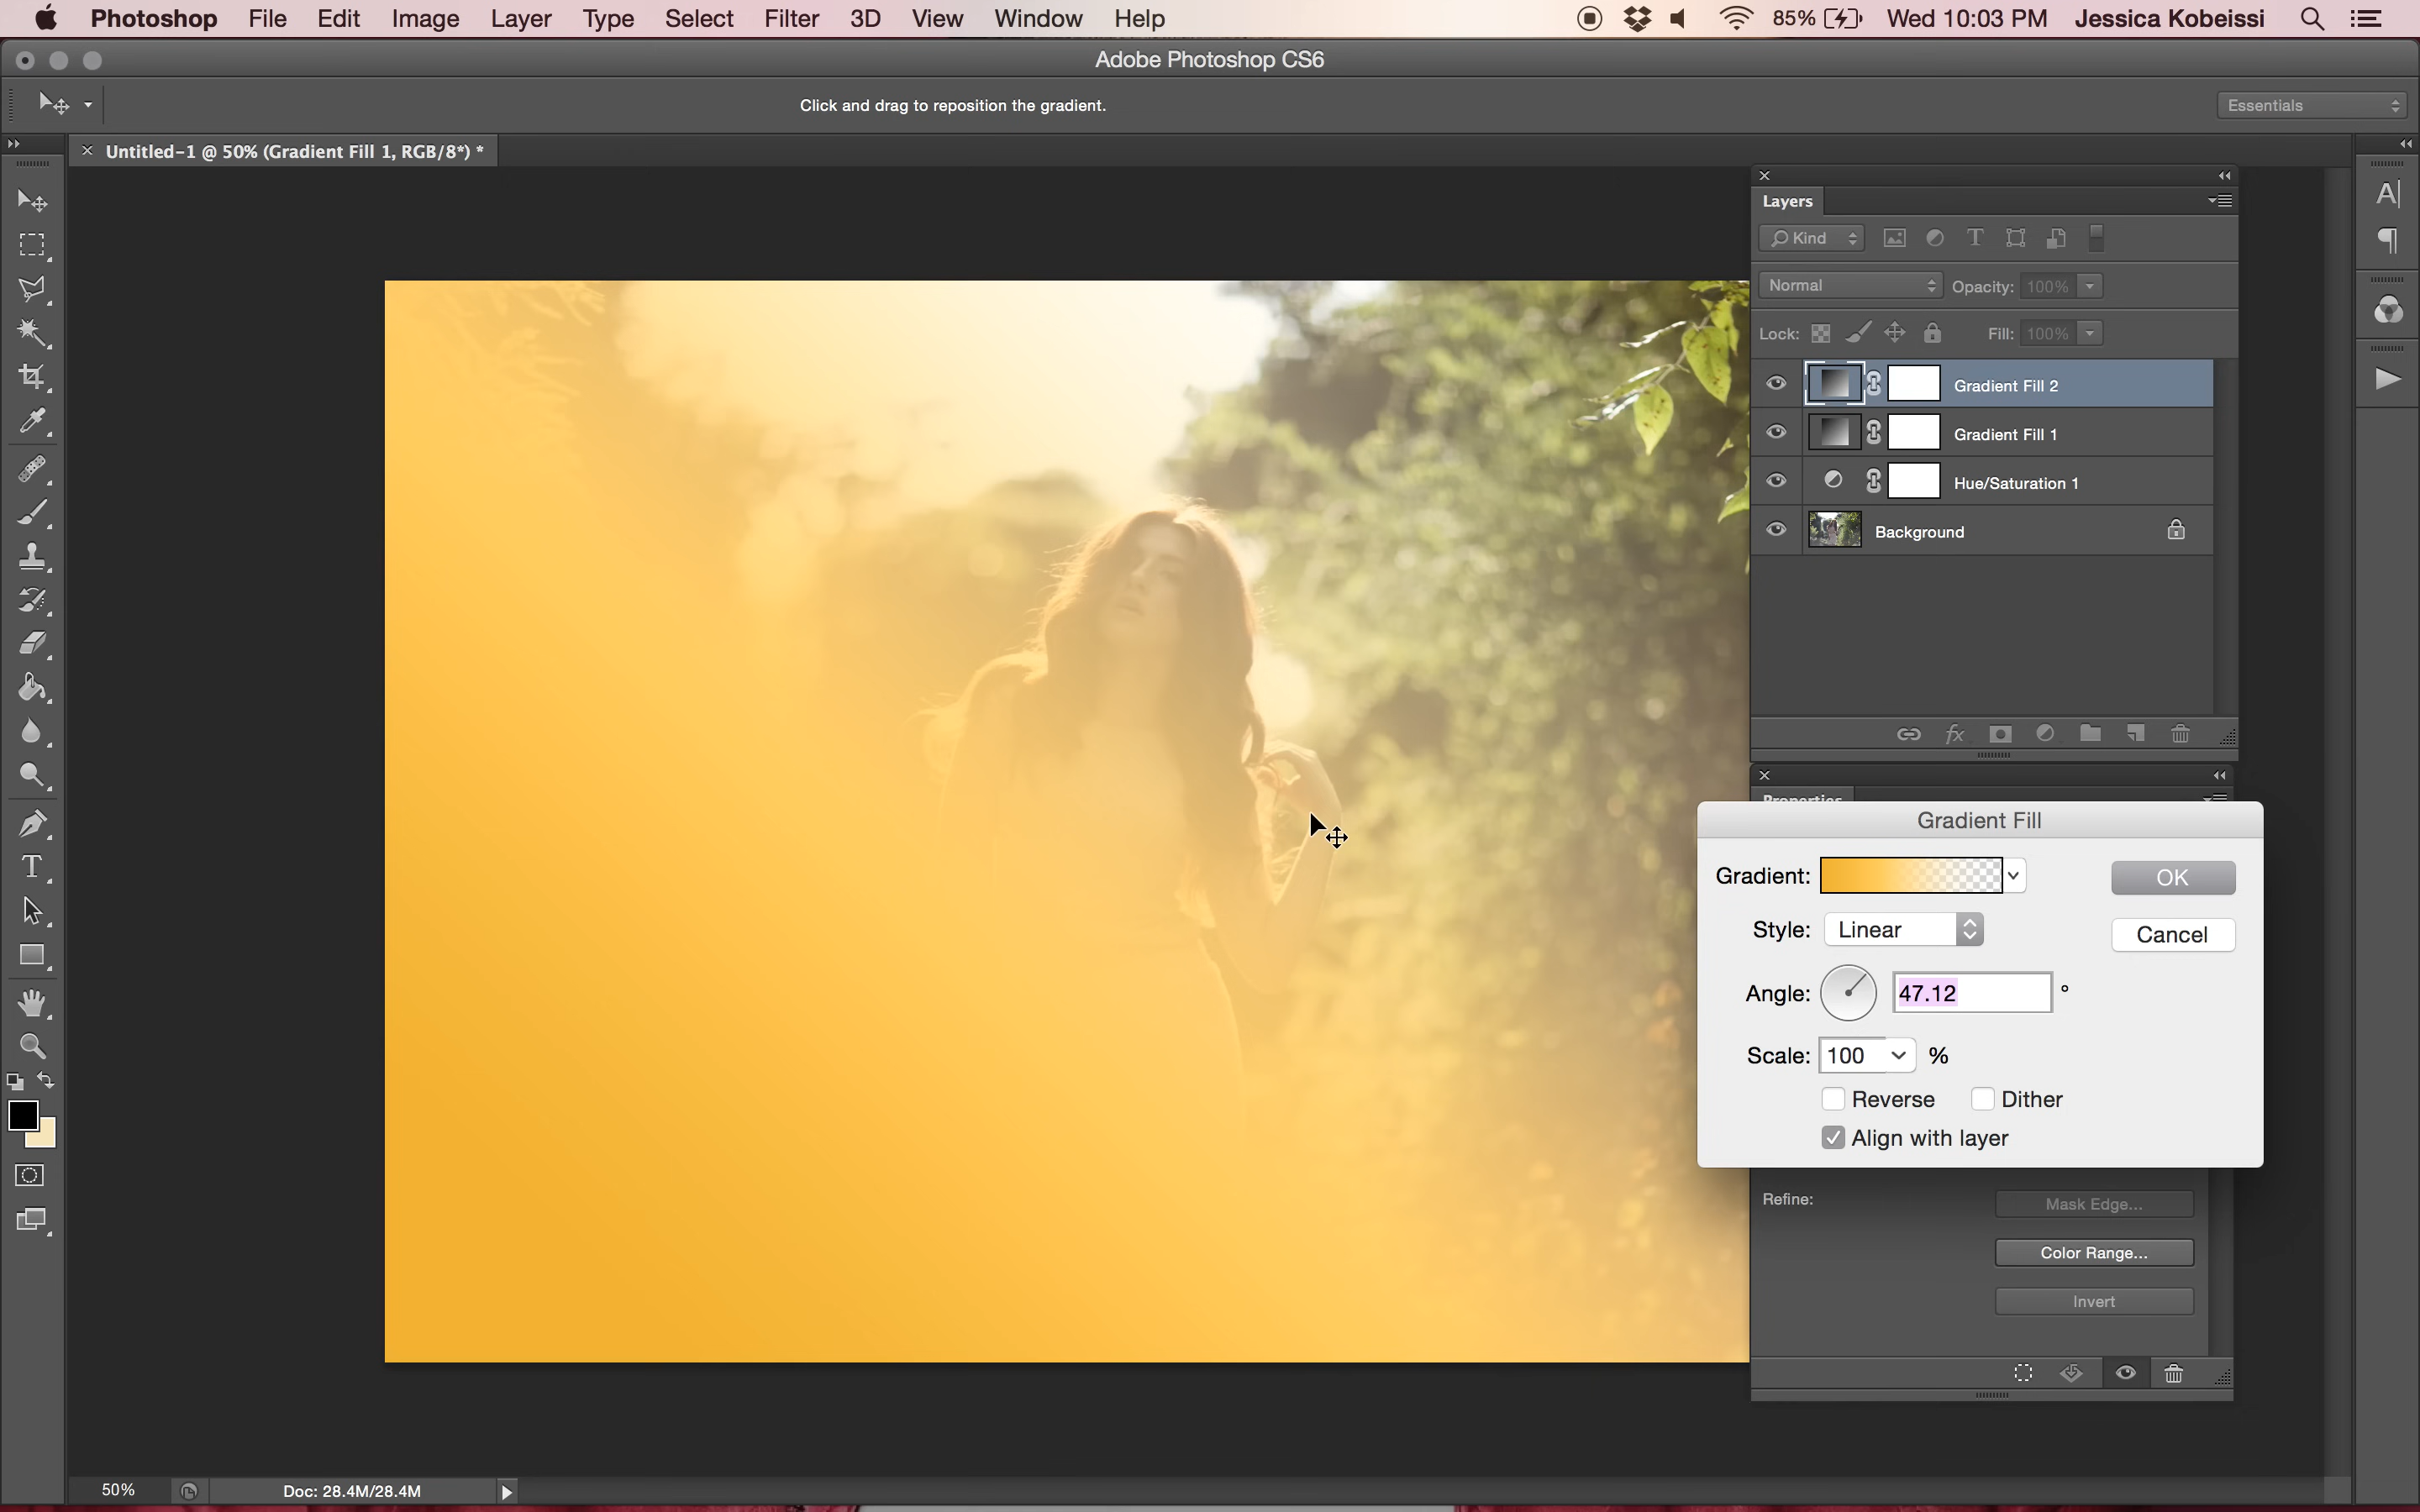 Photoshop File Edit Image Layer Type Select Filter 3D View Window Help 85% Wed 10:03 PM Jessica Kobeissi
Adobe Photoshop CS6
Click and drag to reposition the gradient. Essentials
× Untitled-1 @ 50% (Gradient Fill 1, RGB/8*) *
Layers
Kind
Normal Opacity: 100%
Lock: Fill: 100%
Gradient Fill 2
Gradient Fill 1
Hue/Saturation 1
Background
Properties
Gradient Fill
Gradient: OK
Style: Linear Cancel
Angle: 47.12 °
Scale: 100 %
Reverse Dither
Align with layer
Refine: Mask Edge...
Color Range...
Invert
50% Doc: 28.4M/28.4M